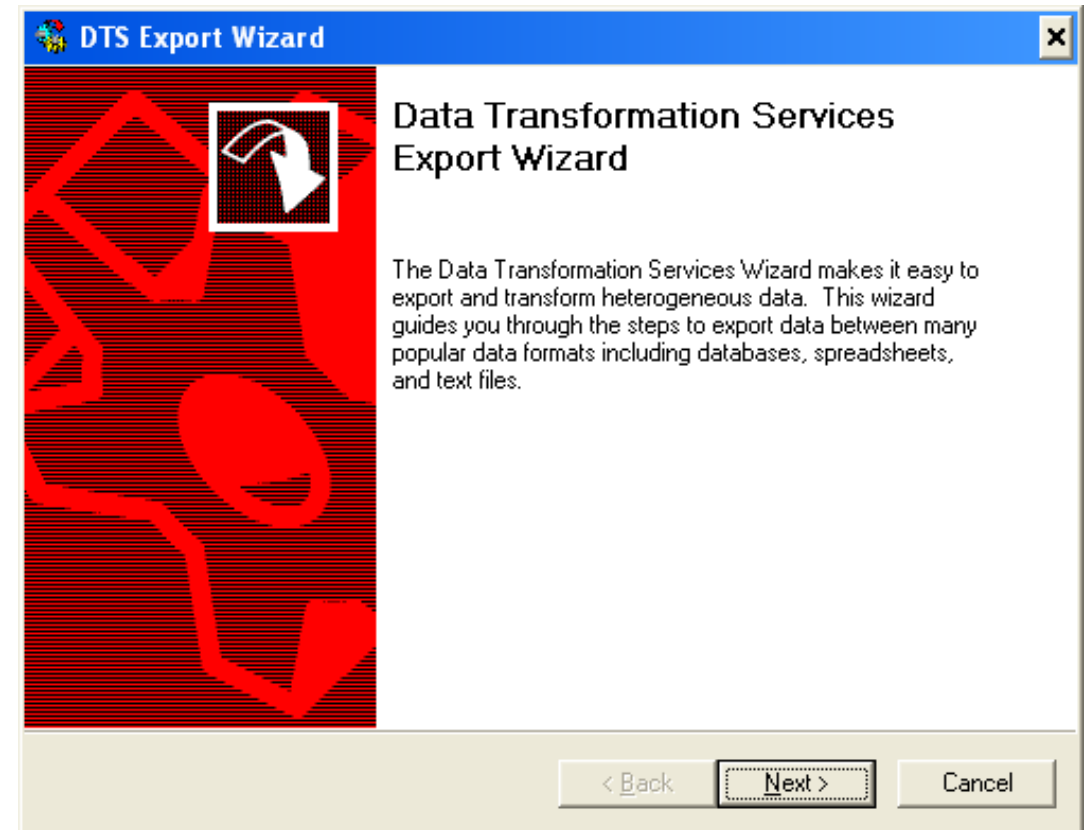 DTS Export Wizard
Data Transformation Services
Export Wizard
The Data Transformation Services Wizard makes it easy to
export and transform heterogeneous data.  This wizard
guides you through the steps to export data between many
popular data formats including databases, spreadsheets,
and text files.
< Back
Next >
Cancel